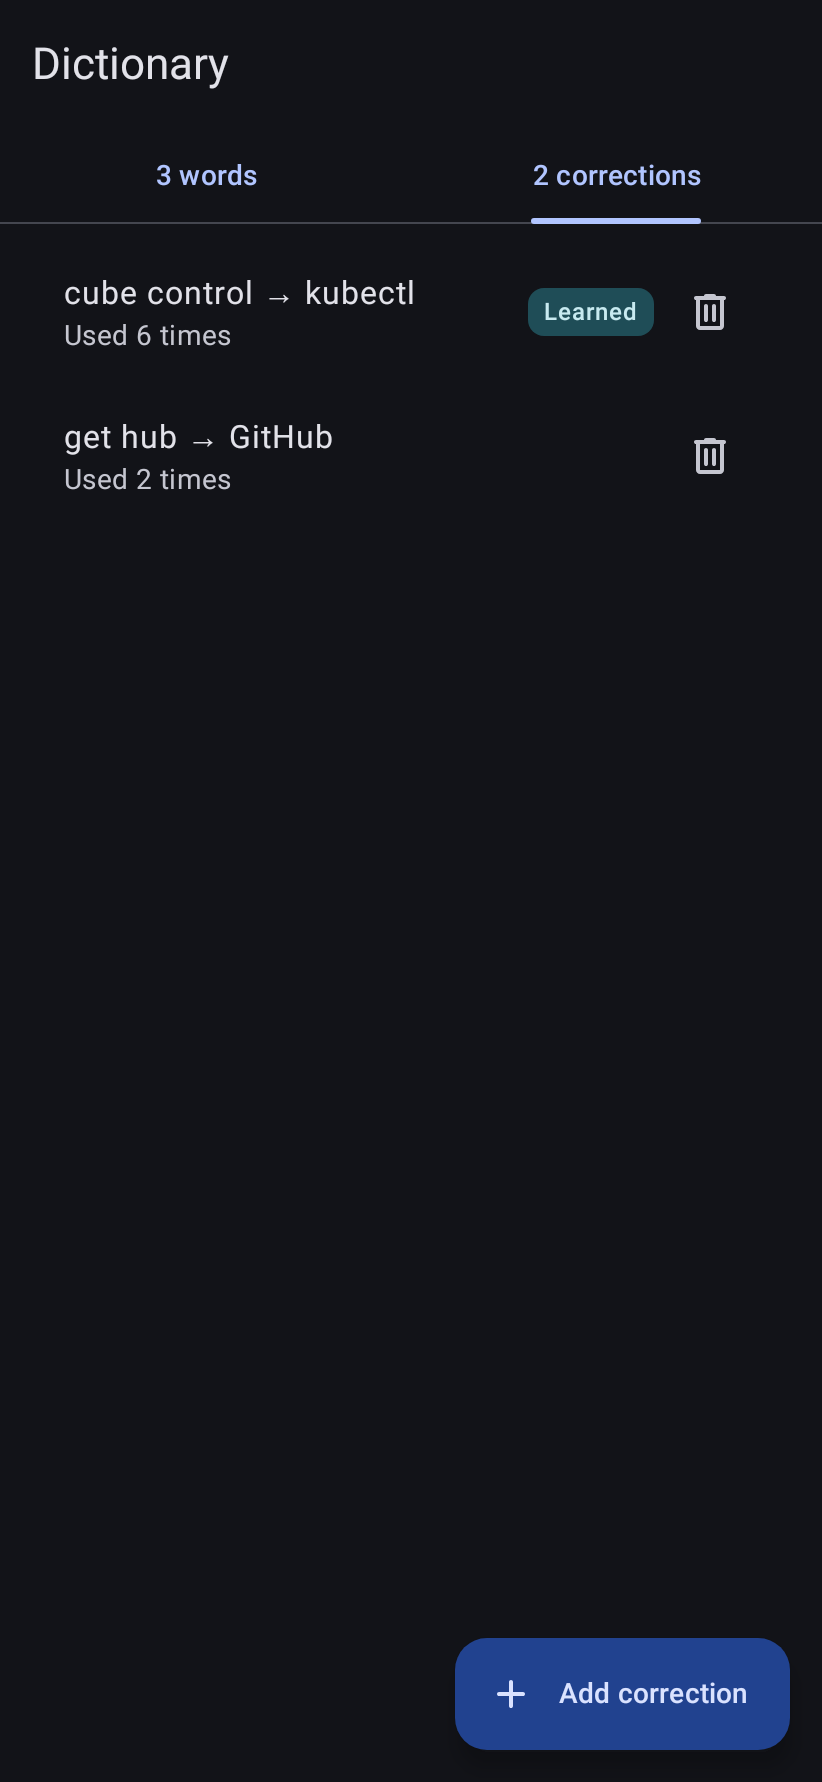 Dictionary
3 words
2 corrections
cube control → kubectl
Used 6 times
Learned
get hub → GitHub
Used 2 times
Add correction